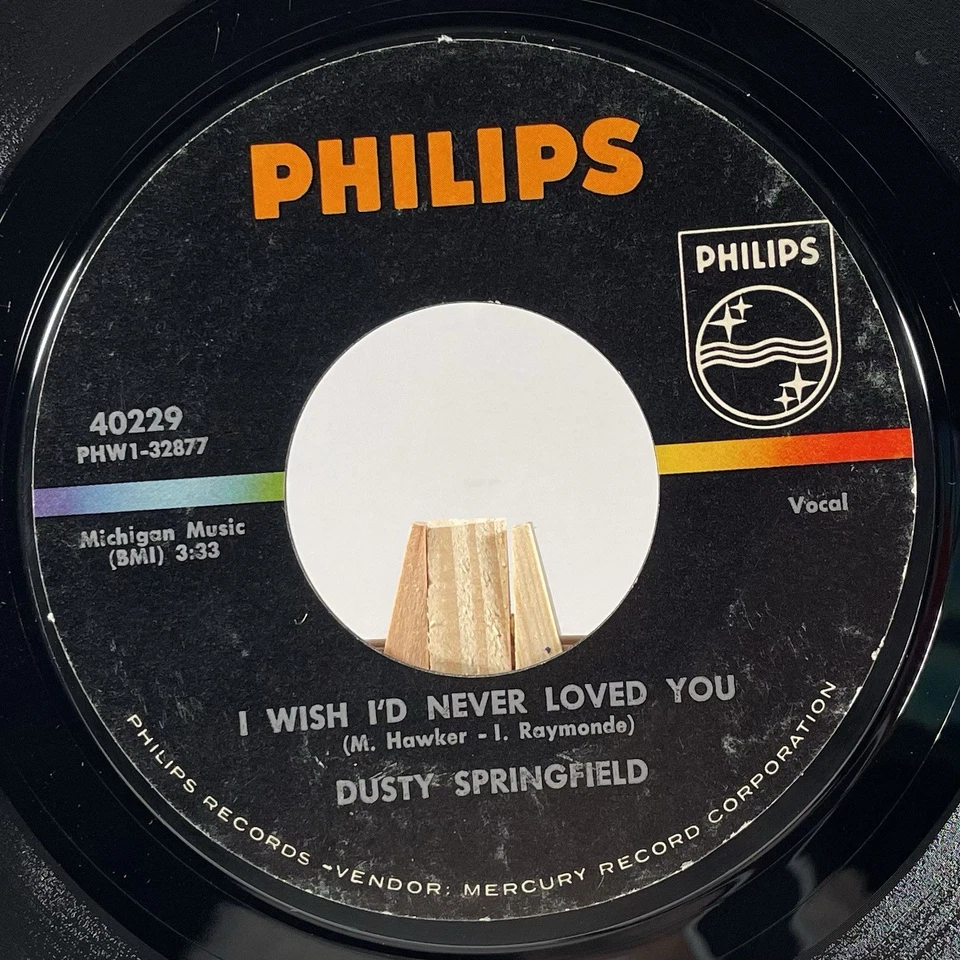 PHILIPS
PHILIPS
40229
PHW1-32877
Vocal
Michigan Music
(BMI) 3:33
I WISH I'D NEVER LOVED YOU
(M. Hawker - I. Raymonde)
DUSTY SPRINGFIELD
PHILIPS RECORDS - VENDOR: MERCURY RECORD CORPORATION